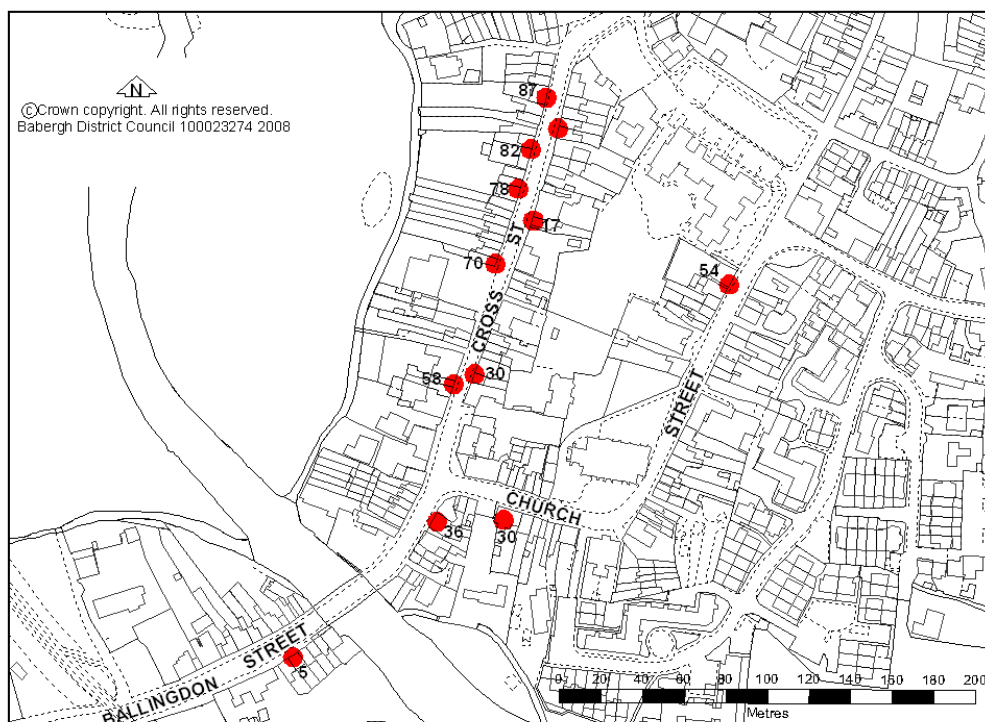 N
©Crown copyright. All rights reserved.
Babergh District Council 100023274 2008
87
82
78
17
70
ST
CROSS
54
58
30
STREET
CHURCH
36
30
STREET
5
BALLINGDON
0 20 40 60 80 100 120 140 160 180 200
Metres